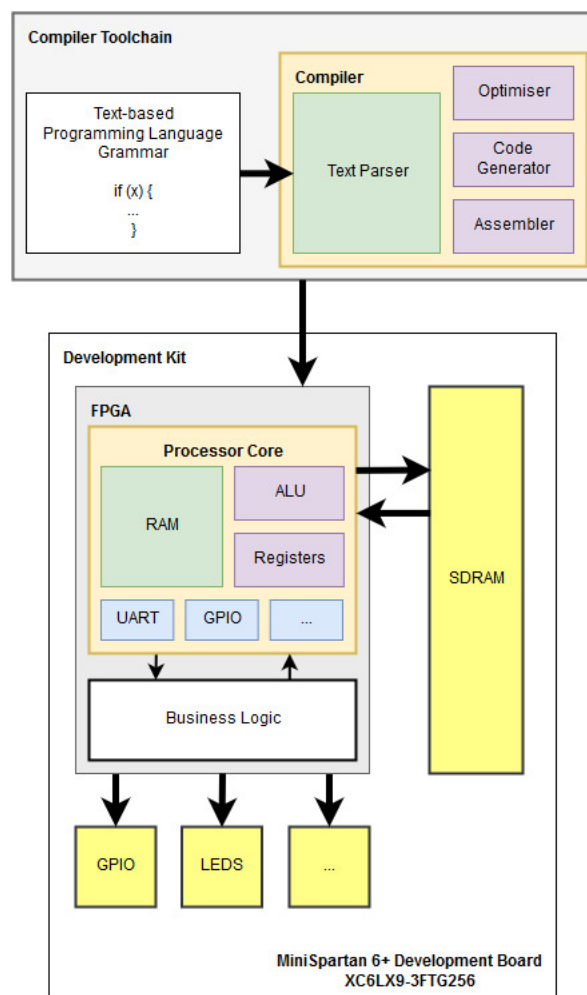 Compiler Toolchain
Text-based
Programming Language
Grammar
if (x) {
...
}
Compiler
Text Parser
Optimiser
Code
Generator
Assembler
Development Kit
FPGA
Processor Core
RAM
ALU
Registers
UART
GPIO
...
Business Logic
SDRAM
GPIO
LEDS
...
MiniSpartan 6+ Development Board
XC6LX9-3FTG256